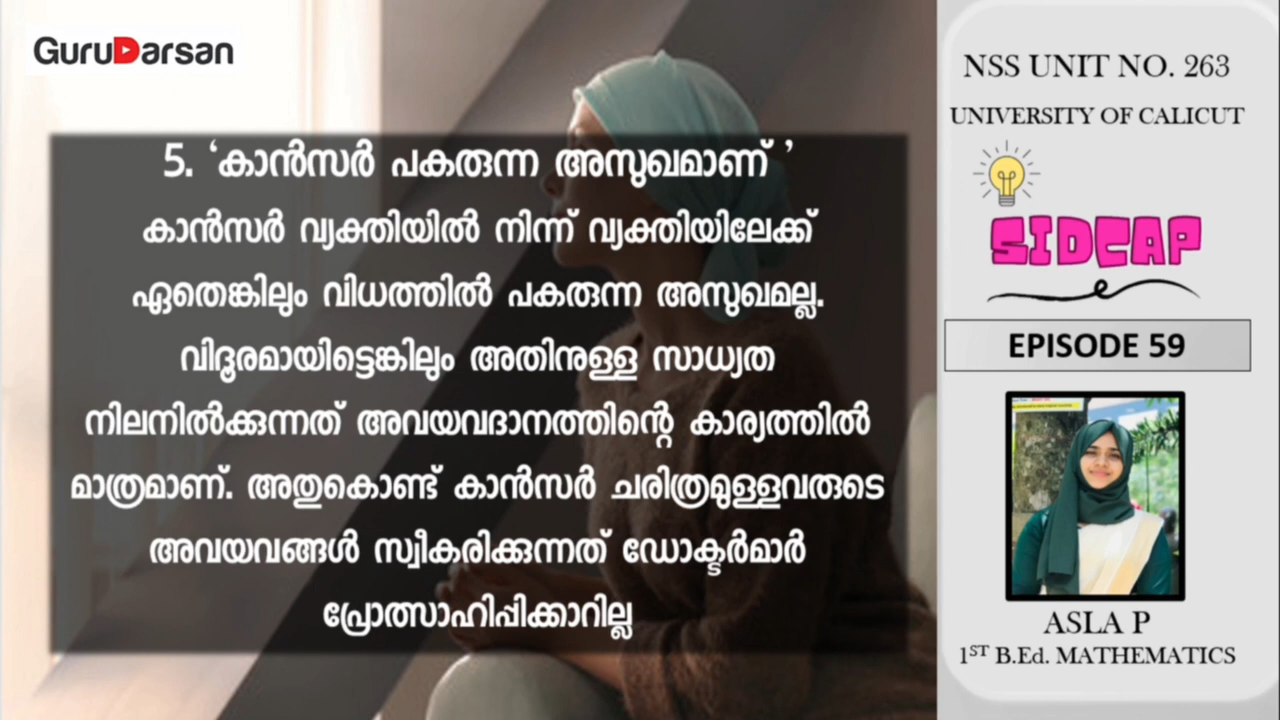 GuruDarsan
5. ‘കാൻസർ പകരുന്ന അസുഖമാണ് ’
കാൻസർ വ്യക്തിയിൽ നിന്ന് വ്യക്തിയിലേക്ക്
ഏതെങ്കിലും വിധത്തിൽ പകരുന്ന അസുഖമല്ല.
വിദൂരമായിട്ടെങ്കിലും അതിനുള്ള സാധ്യത
നിലനിൽക്കുന്നത് അവയവദാനത്തിന്റെ കാര്യത്തിൽ
മാത്രമാണ്. അതുകൊണ്ട് കാൻസർ ചരിത്രമുള്ളവരുടെ
അവയവങ്ങൾ സ്വീകരിക്കുന്നത് ഡോക്ടർമാർ
പ്രോത്സാഹിപ്പിക്കാറില്ല
NSS UNIT NO. 263
UNIVERSITY OF CALICUT
SIDCAP
EPISODE 59
ASLA P
1ST B.Ed. MATHEMATICS